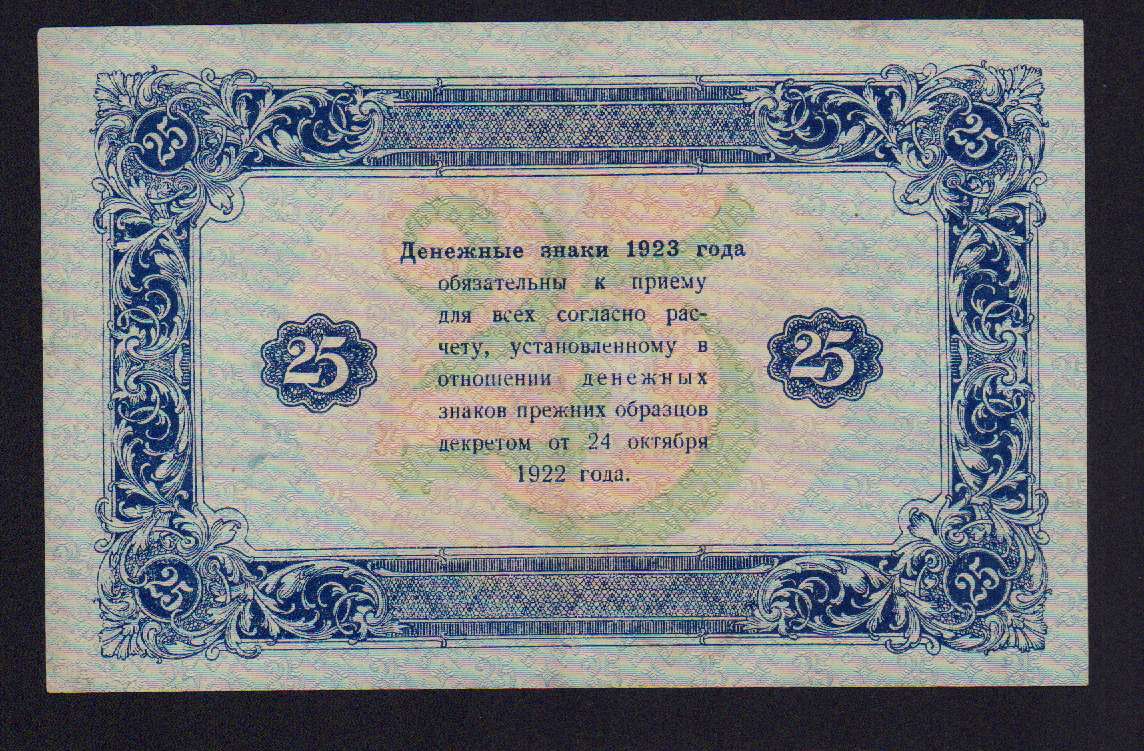 25 25
Денежные знаки 1923 года
обязательны к приему
для всех согласно рас-
чету, установленному в
отношении денежных
знаков прежних образцов
декретом от 24 октября
1922 года.
25 25
25 25